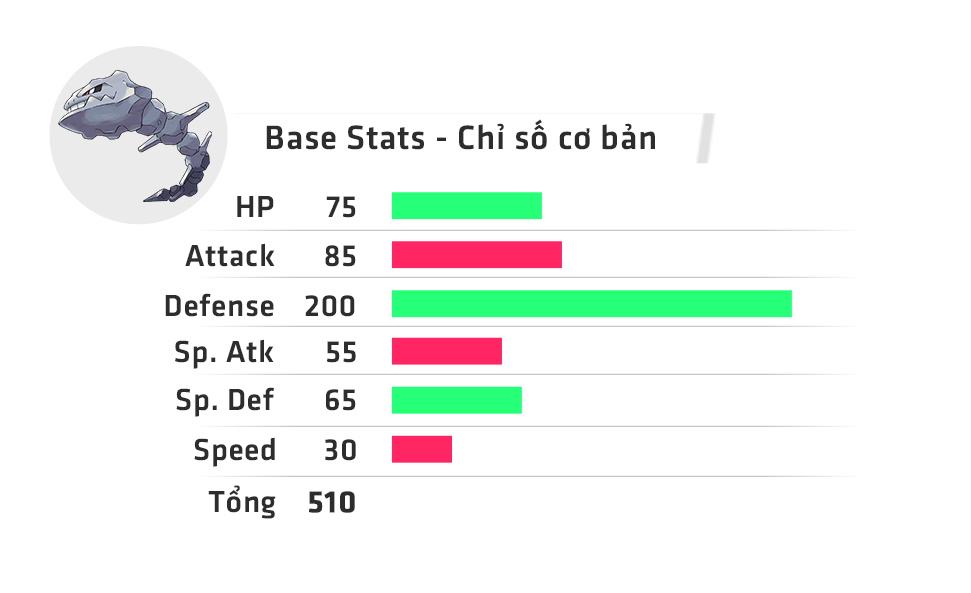 Base Stats - Chỉ số cơ bản
HP 75
Attack 85
Defense 200
Sp. Atk 55
Sp. Def 65
Speed 30
Tổng 510